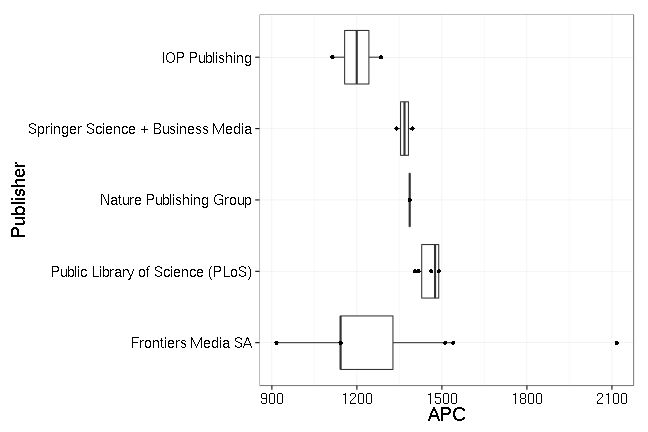 IOP Publishing
Springer Science + Business Media
Nature Publishing Group
Public Library of Science (PLoS)
Frontiers Media SA
Publisher
900 1200 1500 1800 2100
APC